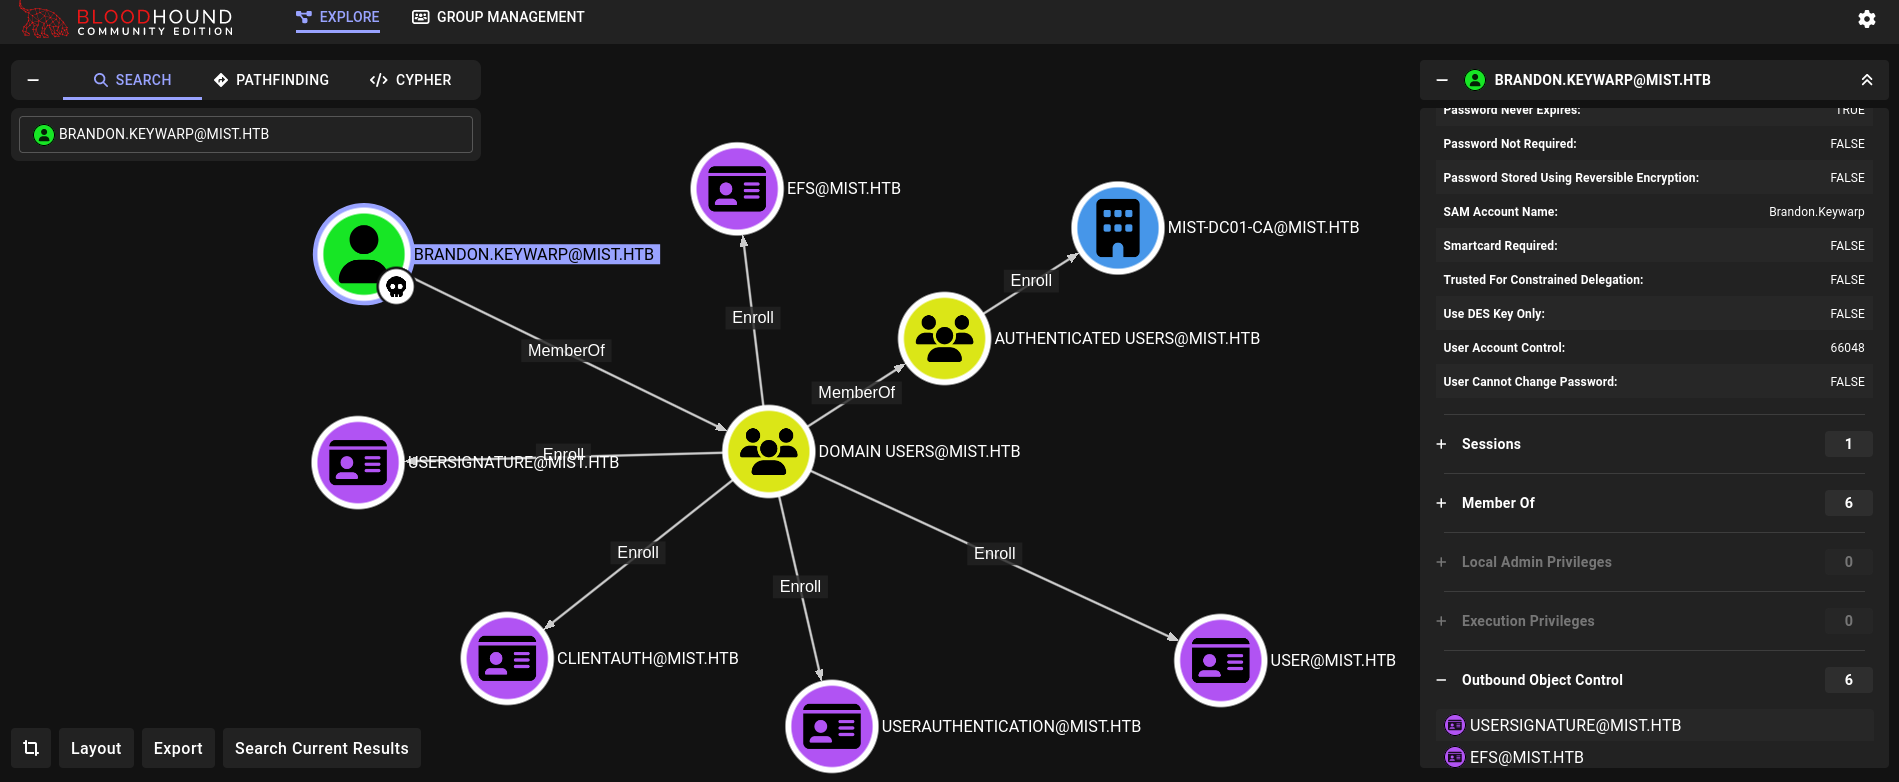 BLOODHOUND
COMMUNITY EDITION
EXPLORE
GROUP MANAGEMENT
SEARCH
PATHFINDING
CYPHER
BRANDON.KEYWARP@MIST.HTB
BRANDON.KEYWARP@MIST.HTB
EFS@MIST.HTB
MIST-DC01-CA@MIST.HTB
Enroll
Enroll
MemberOf
AUTHENTICATED USERS@MIST.HTB
MemberOf
Enroll
USERSIGNATURE@MIST.HTB
DOMAIN USERS@MIST.HTB
Enroll
Enroll
Enroll
CLIENTAUTH@MIST.HTB
USERAUTHENTICATION@MIST.HTB
USER@MIST.HTB
Layout
Export
Search Current Results
BRANDON.KEYWARP@MIST.HTB
Password Never Expires: TRUE
Password Not Required: FALSE
Password Stored Using Reversible Encryption: FALSE
SAM Account Name: Brandon.Keywarp
Smartcard Required: FALSE
Trusted For Constrained Delegation: FALSE
Use DES Key Only: FALSE
User Account Control: 66048
User Cannot Change Password: FALSE
Sessions 1
Member Of 6
Local Admin Privileges 0
Execution Privileges 0
Outbound Object Control 6
USERSIGNATURE@MIST.HTB
EFS@MIST.HTB